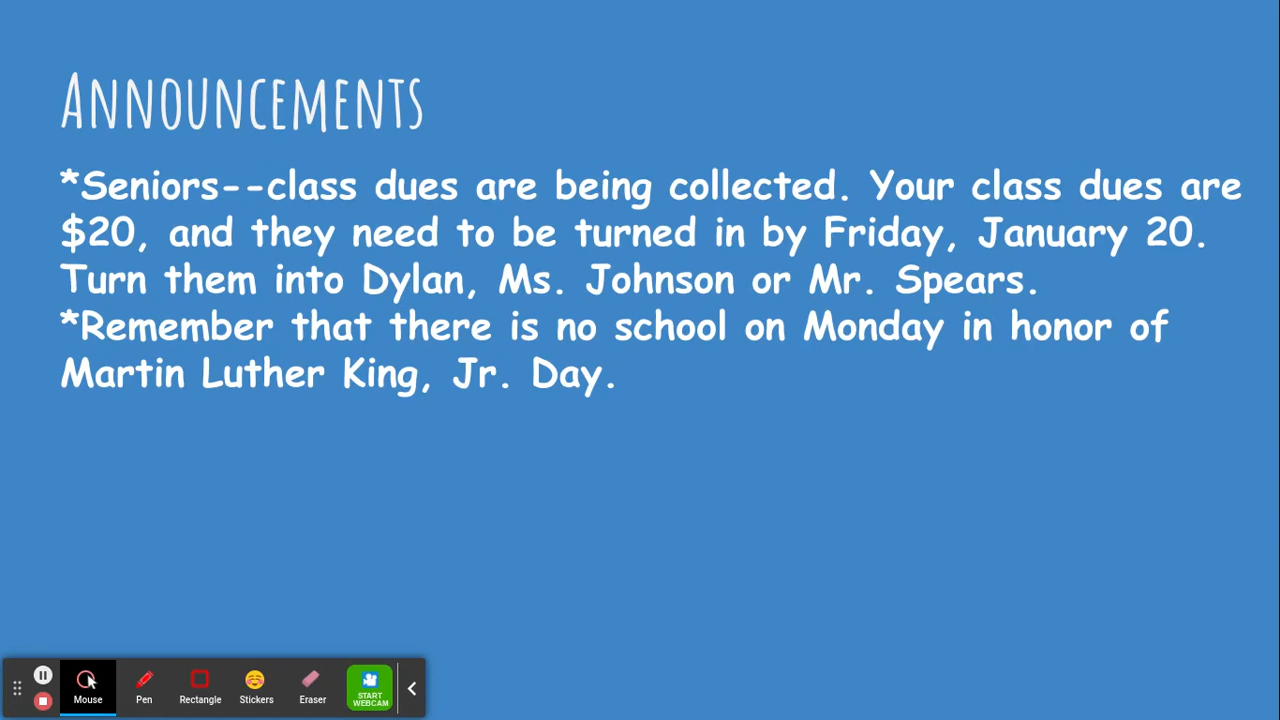 Announcements
*Seniors--class dues are being collected. Your class dues are
$20, and they need to be turned in by Friday, January 20.
Turn them into Dylan, Ms. Johnson or Mr. Spears.
*Remember that there is no school on Monday in honor of
Martin Luther King, Jr. Day.
Mouse Pen Rectangle Stickers Eraser START WEBCAM